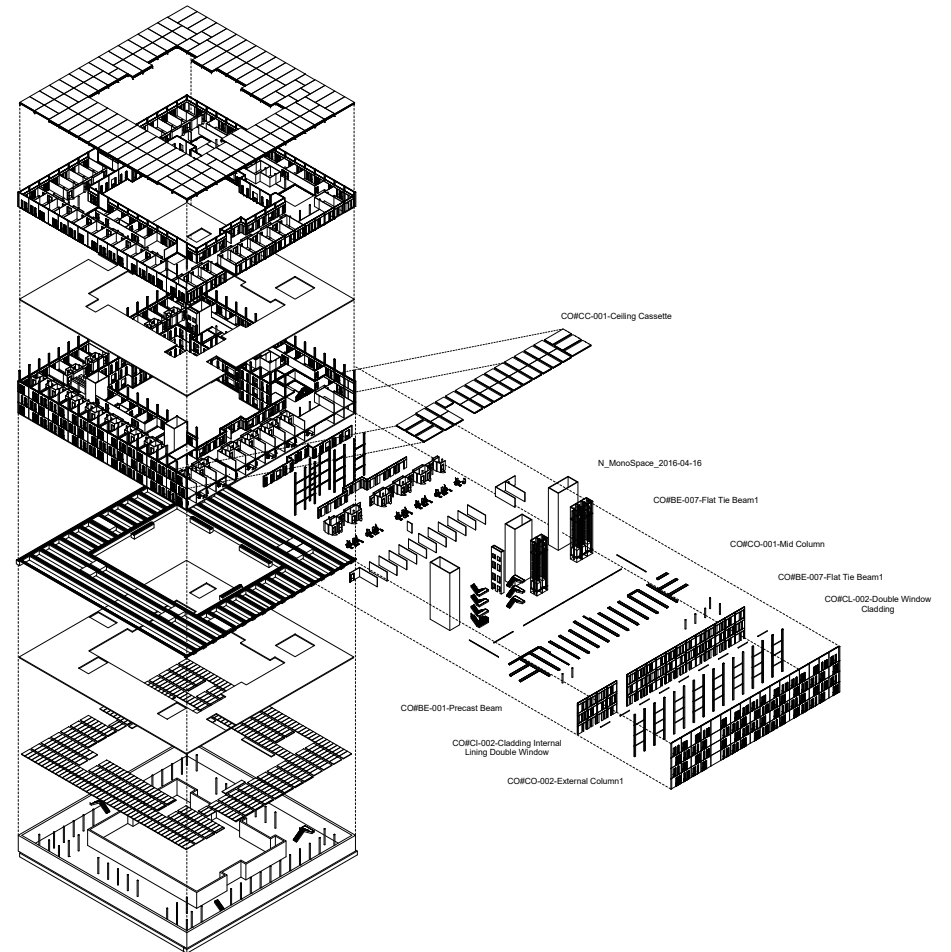 CO#CC-001-Ceiling Cassette
N_MonoSpace_2016-04-16
CO#BE-007-Flat Tie Beam1
CO#CO-001-Mid Column
CO#BE-007-Flat Tie Beam1
CO#CL-002-Double Window
Cladding
CO#BE-001-Precast Beam
CO#CI-002-Cladding Internal
Lining Double Window
CO#CO-002-External Column1